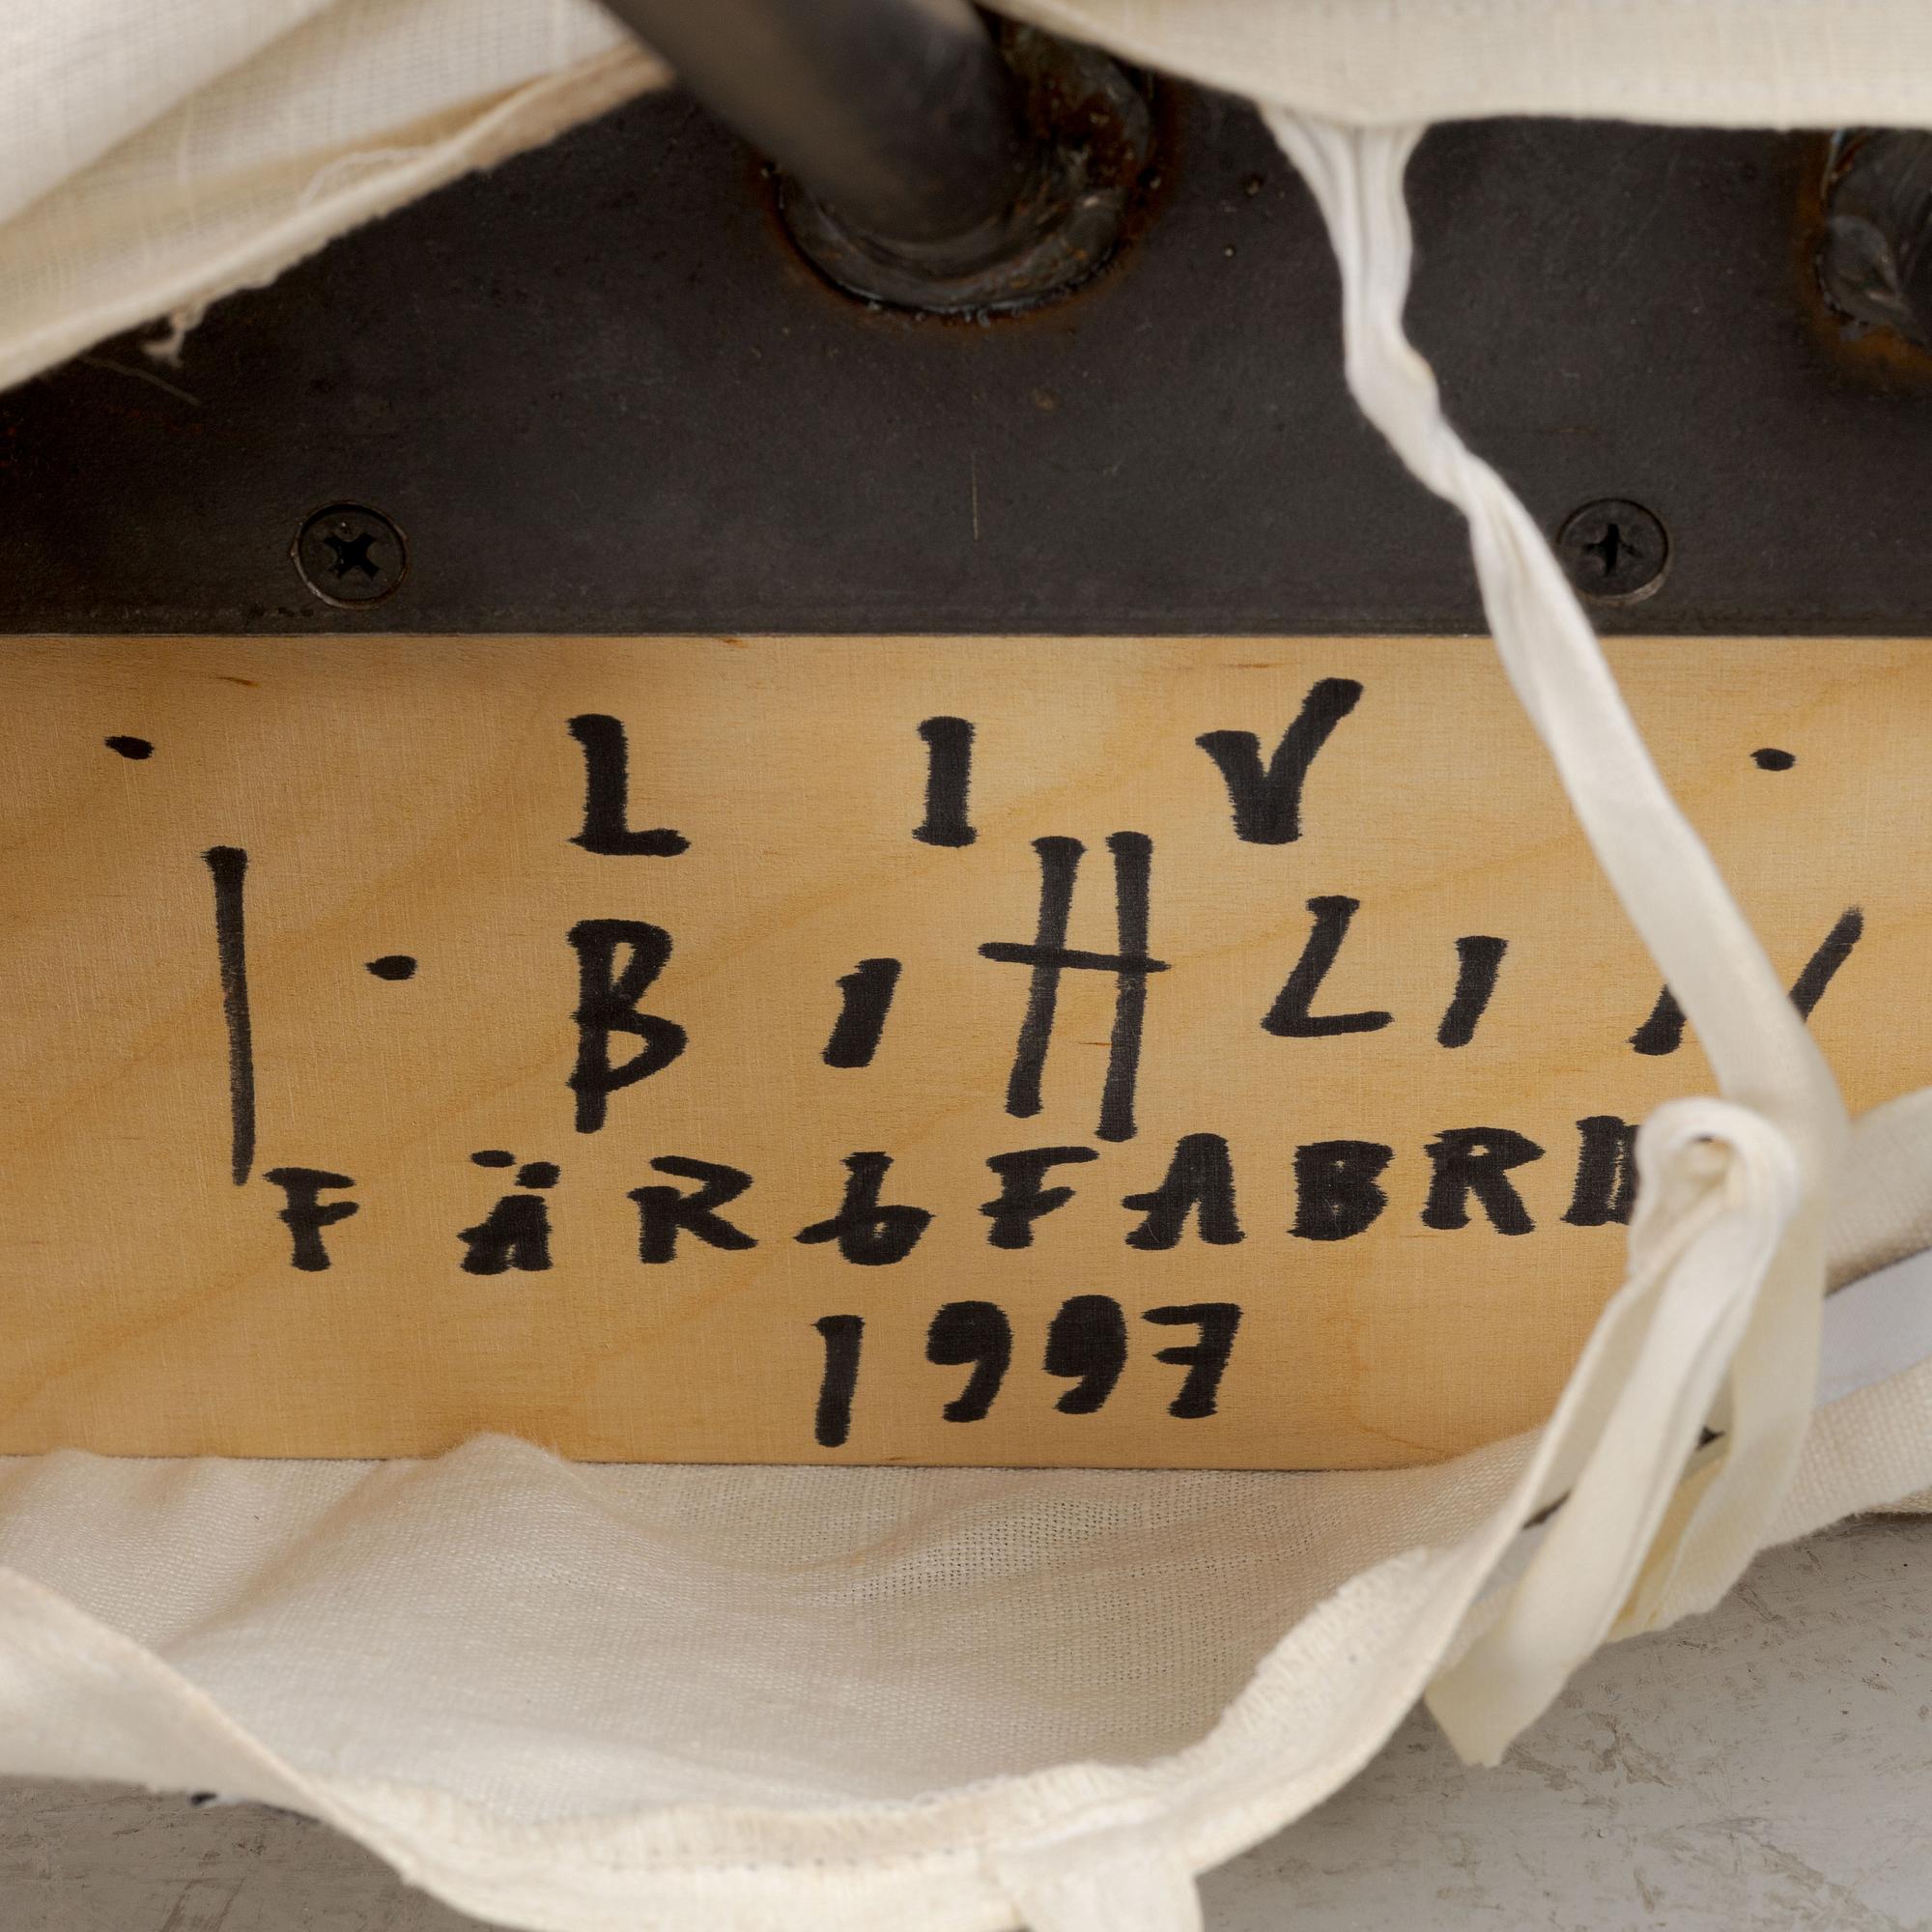 · LIV ·
| · BIHLIN
FÄRGFABRI
1997